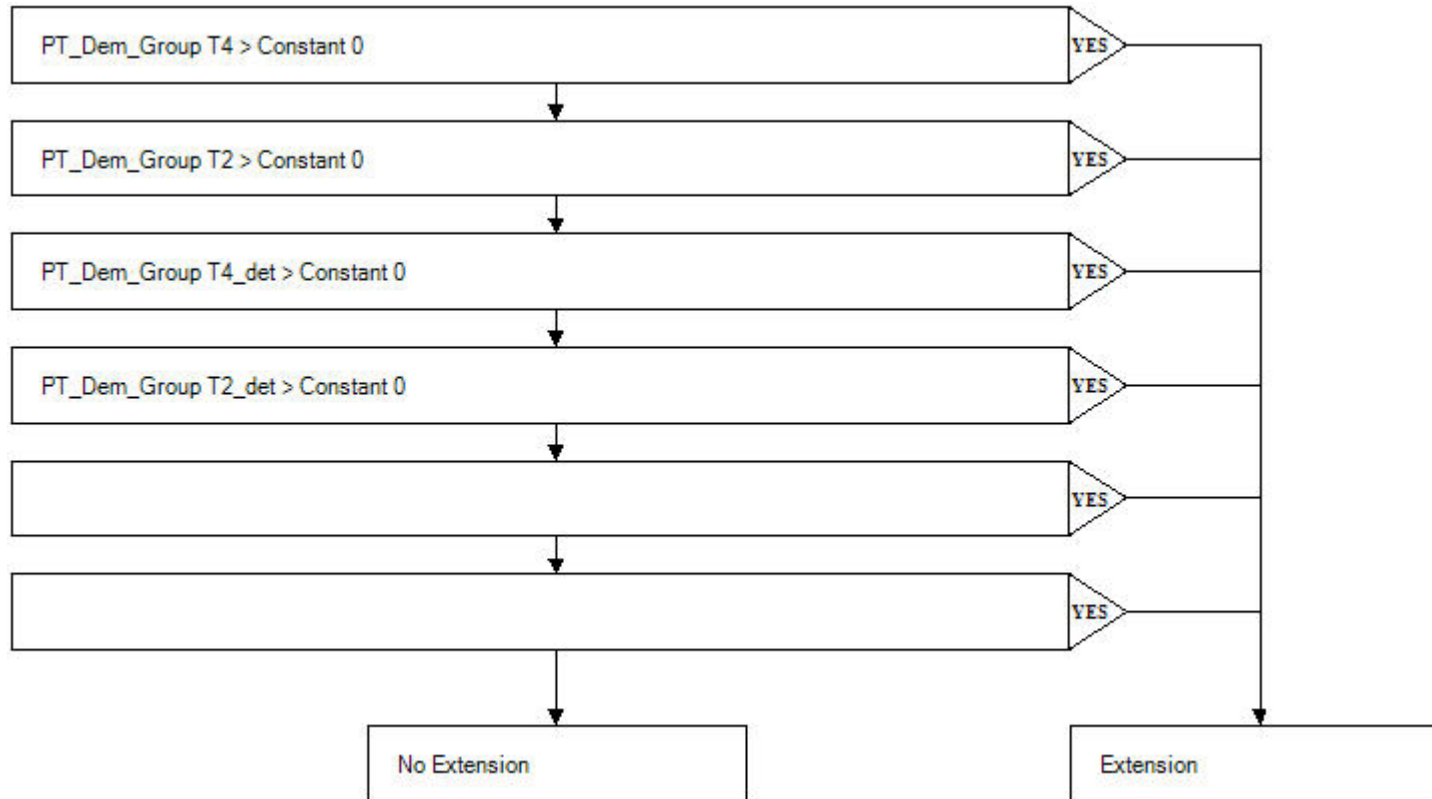 PT_Dem_Group T4 > Constant 0
YES
PT_Dem_Group T2 > Constant 0
YES
PT_Dem_Group T4_det > Constant 0
YES
PT_Dem_Group T2_det > Constant 0
YES
YES
YES
No Extension
Extension